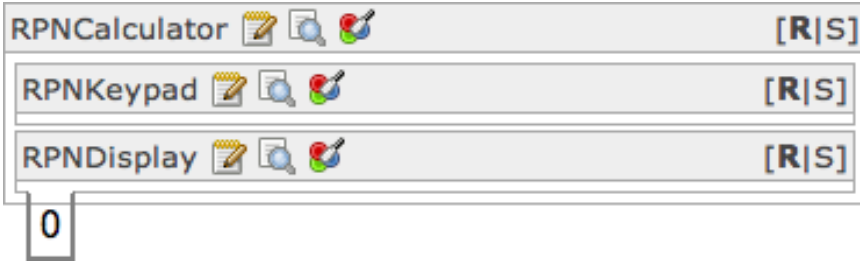 RPNCalculator [R|S]
RPNKeypad [R|S]
RPNDisplay [R|S]
0